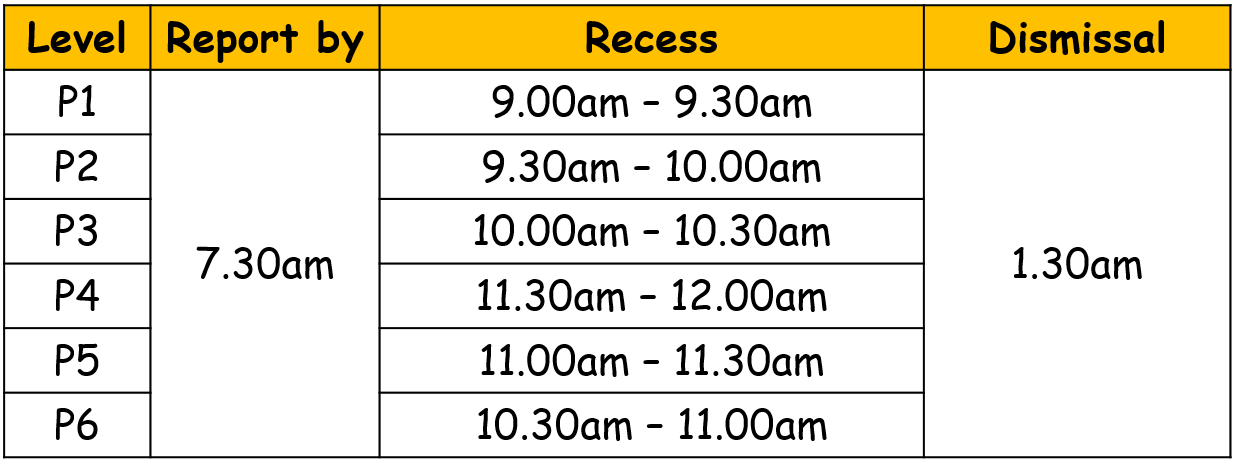 Level Report by Recess Dismissal
P1 9.00am – 9.30am
P2 9.30am – 10.00am
P3 10.00am – 10.30am
7.30am 1.30am
P4 11.30am – 12.00am
P5 11.00am – 11.30am
P6 10.30am – 11.00am